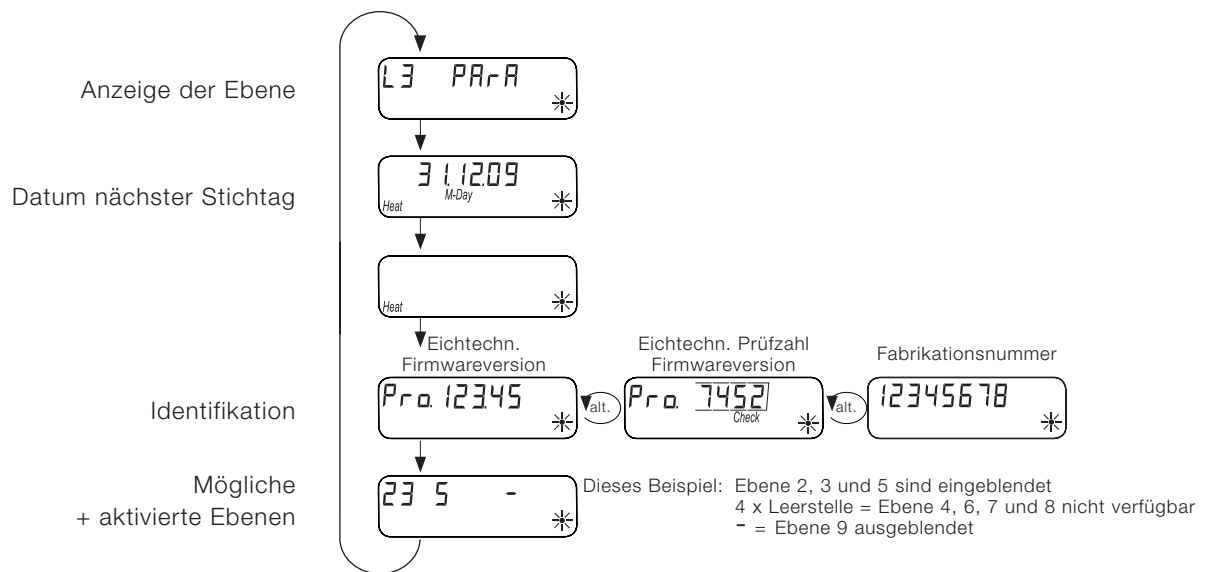 Anzeige der Ebene
L3 PArA
Datum nächster Stichtag
31.12.09
M-Day
Heat
Heat
Eichtechn.
Firmwareversion
Eichtechn. Prüfzahl
Firmwareversion
Fabrikationsnummer
Identifikation
Pro. 123.45
alt.
Pro. 7452
Check
alt.
12345678
Mögliche
+ aktivierte Ebenen
23 5 -
Dieses Beispiel: Ebene 2, 3 und 5 sind eingeblendet
4 x Leerstelle = Ebene 4, 6, 7 und 8 nicht verfügbar
- = Ebene 9 ausgeblendet